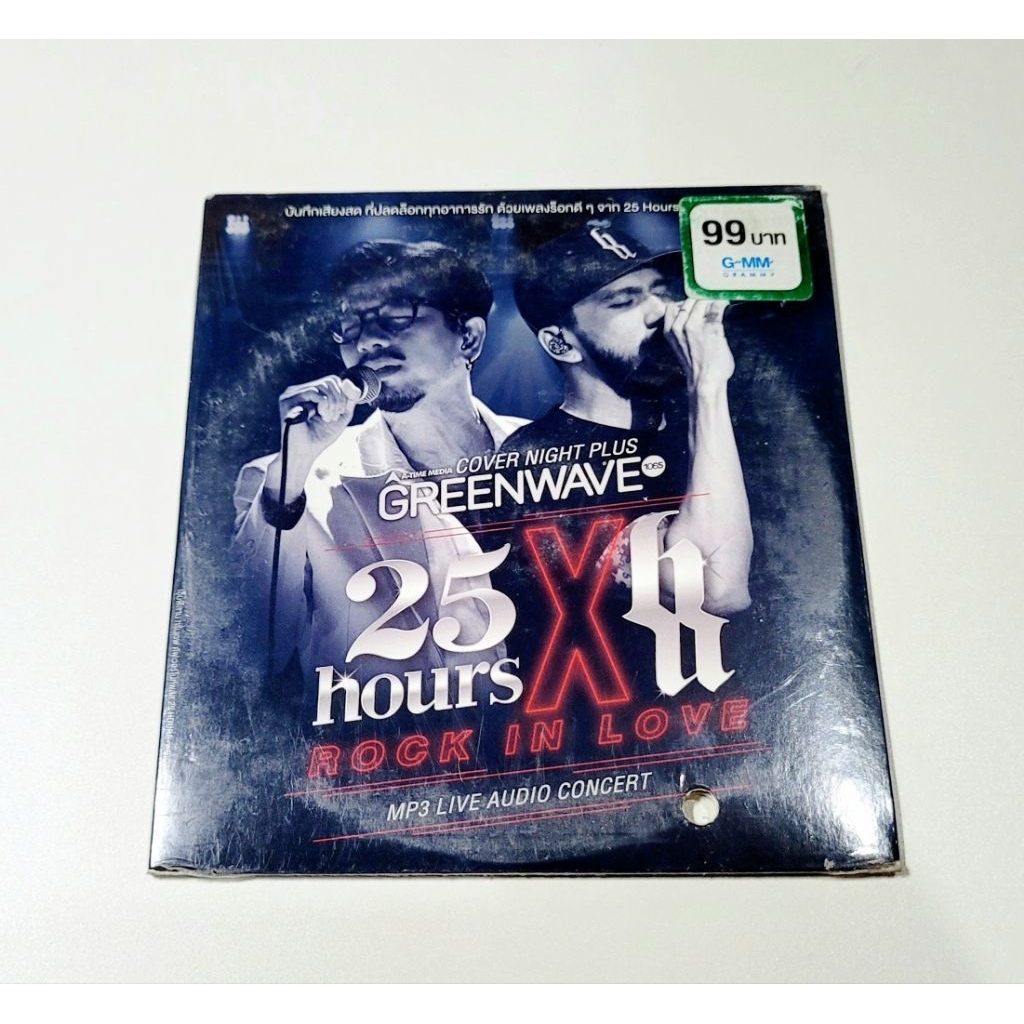 บันทึกเสียงสด ที่ปลดล็อกทุกอาการรัก ด้วยเพลงร็อกดี ๆ จาก 25 Hours
99 บาท
G"MM'
GRAMMY
A-TIME MEDIA COVER NIGHT PLUS
GREENWAVE 106.5
25
hours
X
ROCK IN LOVE
MP3 LIVE AUDIO CONCERT